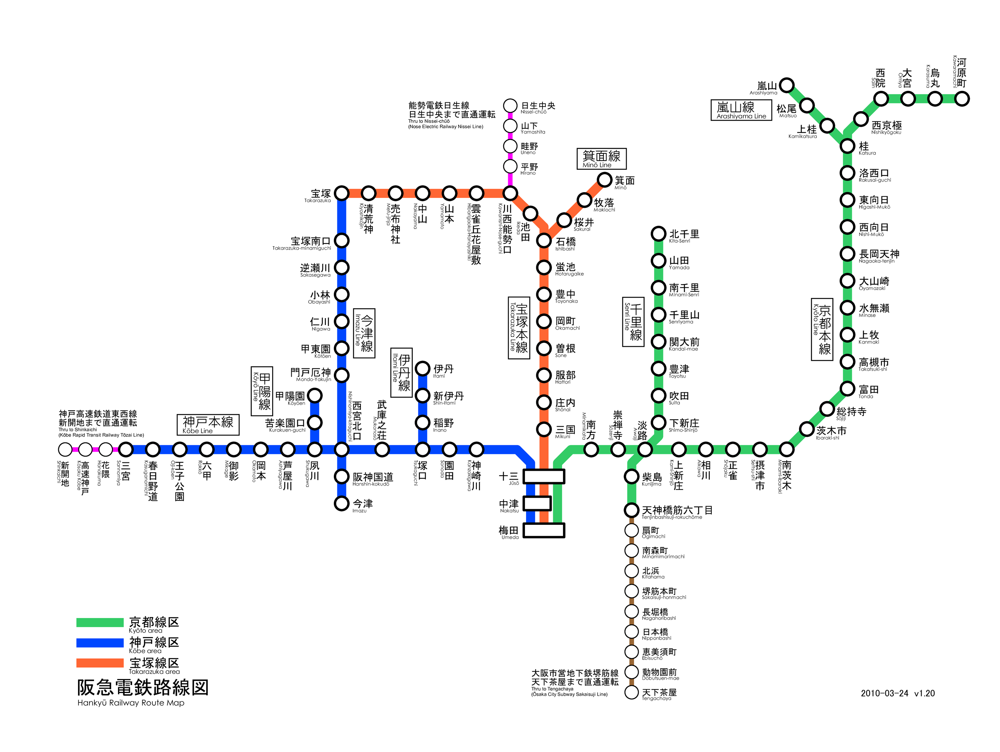 河原町
Kawaramachi
烏丸
Karasuma
大宮
Ōmiya
西院
Saiin
嵐山
Arashiyama
嵐山線
Arashiyama Line
松尾
Matsuo
上桂
Kamikatsura
西京極
Nishikyōgoku
桂
Katsura
洛西口
Rakusai-guchi
東向日
Higashi-Mukō
西向日
Nishi-Mukō
長岡天神
Nagaoka-tenjin
大山崎
Ōyamazaki
水無瀬
Minase
上牧
Kanmaki
高槻市
Takatsuki-shi
富田
Tonda
総持寺
Sōjiji
茨木市
Ibaraki-shi
京都本線
Kyōto Line
能勢電鉄日生線
日生中央まで直通運転
Thru to Nissei-chūō
(Nose Electric Railway Nissei Line)
日生中央
Nissei-chūō
山下
Yamashita
畦野
Uneno
平野
Hirano
箕面線
Minō Line
箕面
Minō
牧落
Makiochi
桜井
Sakurai
宝塚
Takarazuka
清荒神
Kiyoshikōjin
売布神社
Mefu-jinja
中山
Nakayama
山本
Yamamoto
雲雀丘花屋敷
Hibarigaoka-Hanayashiki
川西能勢口
Kawanishi-Nose-guchi
池田
Ikeda
石橋
Ishibashi
蛍池
Hotarugaike
豊中
Toyonaka
岡町
Okamachi
曽根
Sone
服部
Hattori
庄内
Shōnai
三国
Mikuni
宝塚本線
Takarazuka Line
北千里
Kita-Senri
山田
Yamada
南千里
Minami-Senri
千里山
Senriyama
関大前
Kandai-mae
豊津
Toyotsu
吹田
Suita
下新庄
Shimo-Shinjō
千里線
Senri Line
宝塚南口
Takarazuka-minamiguchi
逆瀬川
Sakasegawa
小林
Obayashi
仁川
Nigawa
甲東園
Kōtōen
門戸厄神
Mondo-Yakujin
今津線
Imazu Line
伊丹線
Itami Line
伊丹
Itami
新伊丹
Shin-Itami
稲野
Inano
甲陽線
Kōyō Line
甲陽園
Kōyōen
苦楽園口
Kurakuen-guchi
西宮北口
Nishinomiya-kitaguchi
武庫之荘
Mukonosō
神戸高速鉄道東西線
新開地まで直通運転
Thru to Shinkaichi
(Kōbe Rapid Transit Railway Tōzai Line)
神戸本線
Kōbe Line
新開地
Shinkaichi
高速神戸
Kōsoku Kōbe
花隈
Hanakuma
三宮
Sannomiya
春日野道
Kasuganomichi
王子公園
Ōji-kōen
六甲
Rokkō
御影
Mikage
岡本
Okamoto
芦屋川
Ashiyagawa
夙川
Shukugawa
阪神国道
Hanshin-kokudō
今津
Imazu
塚口
Tsukaguchi
園田
Sonoda
神崎川
Kanzakigawa
十三
Jūsō
中津
Nakatsu
梅田
Umeda
南方
Minamikata
崇禅寺
Sōzenji
淡路
Awaji
上新庄
Kami-Shinjō
相川
Aikawa
正雀
Shōjaku
摂津市
Settsu-shi
南茨木
Minami-Ibaraki
柴島
Kunijima
天神橋筋六丁目
Tenjinbashisuji-rokuchōme
扇町
Ōgimachi
南森町
Minamimorimachi
北浜
Kitahama
堺筋本町
Sakaisuji-honmachi
長堀橋
Nagahoribashi
日本橋
Nipponbashi
恵美須町
Ebisuchō
動物園前
Dōbutsuen-mae
天下茶屋
Tengachaya
大阪市営地下鉄堺筋線
天下茶屋まで直通運転
Thru to Tengachaya
(Ōsaka City Subway Sakaisuji Line)
京都線区
Kyōto area
神戸線区
Kōbe area
宝塚線区
Takarazuka area
阪急電鉄路線図
Hankyū Railway Route Map
2010-03-24 v1.20